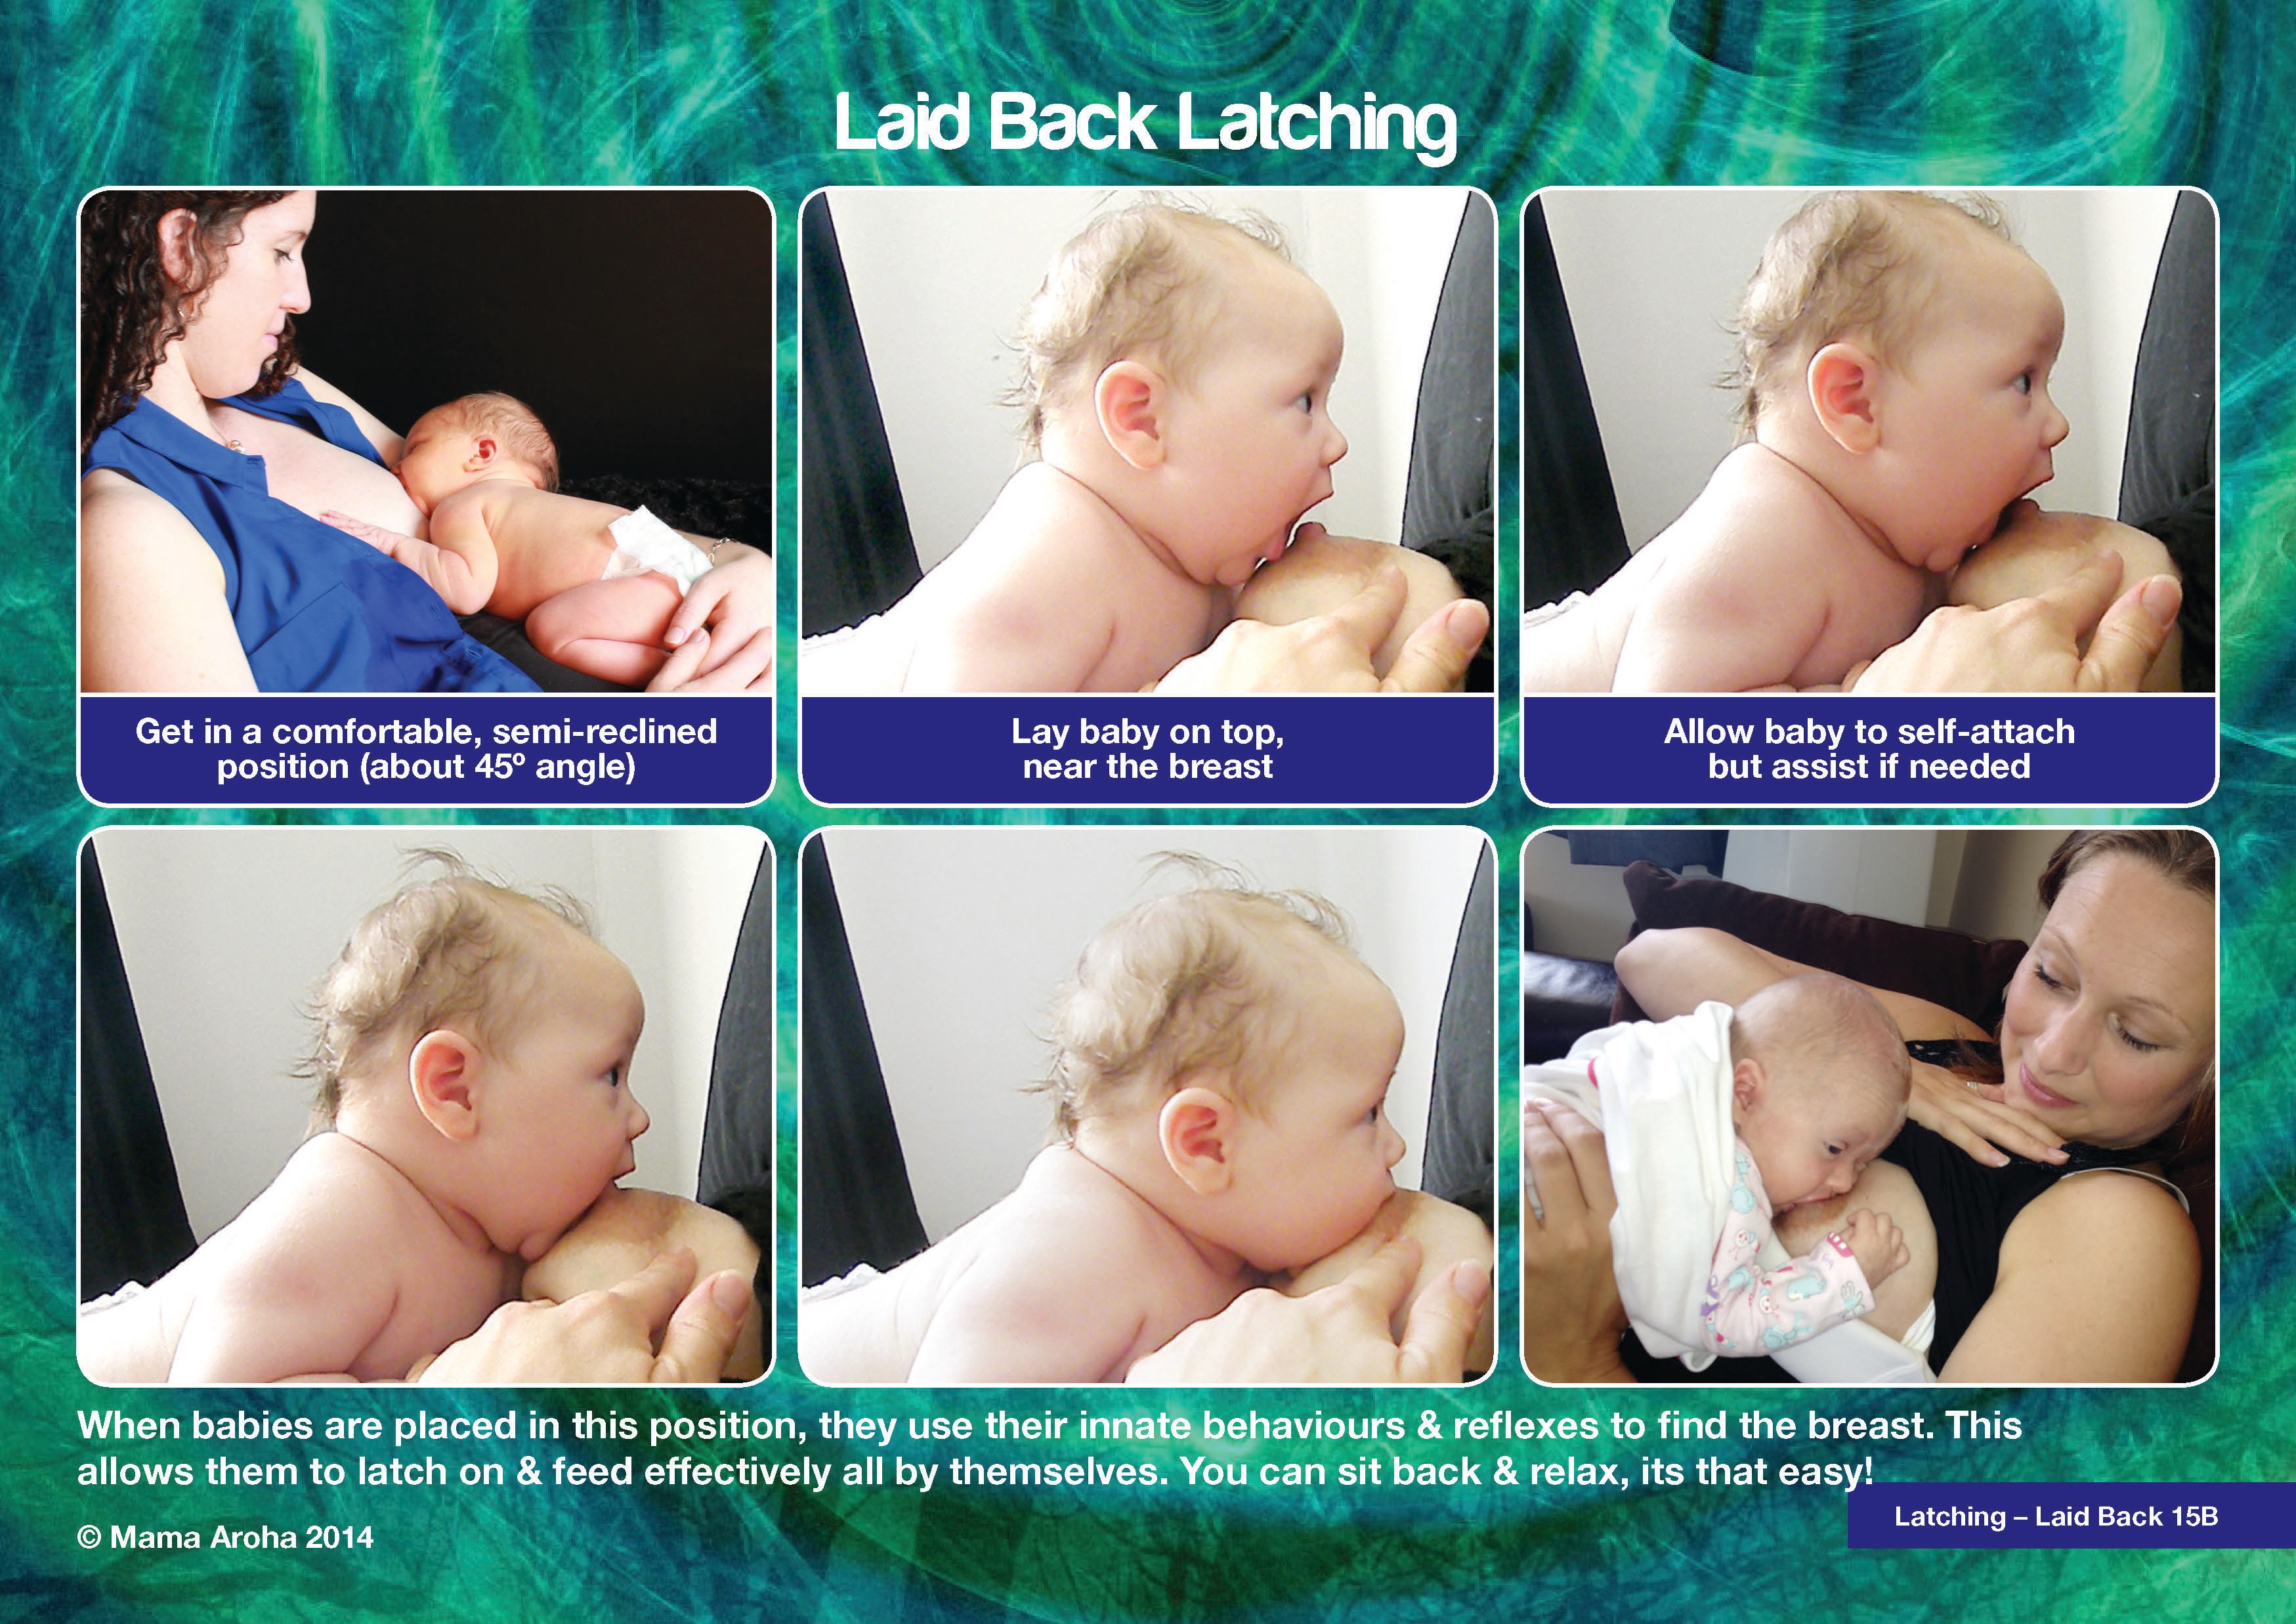 Laid Back Latching
Get in a comfortable, semi-reclined
position (about 45º angle)
Lay baby on top,
near the breast
Allow baby to self-attach
but assist if needed
When babies are placed in this position, they use their innate behaviours & reflexes to find the breast. This
allows them to latch on & feed effectively all by themselves. You can sit back & relax, its that easy!
Latching – Laid Back 15B
© Mama Aroha 2014